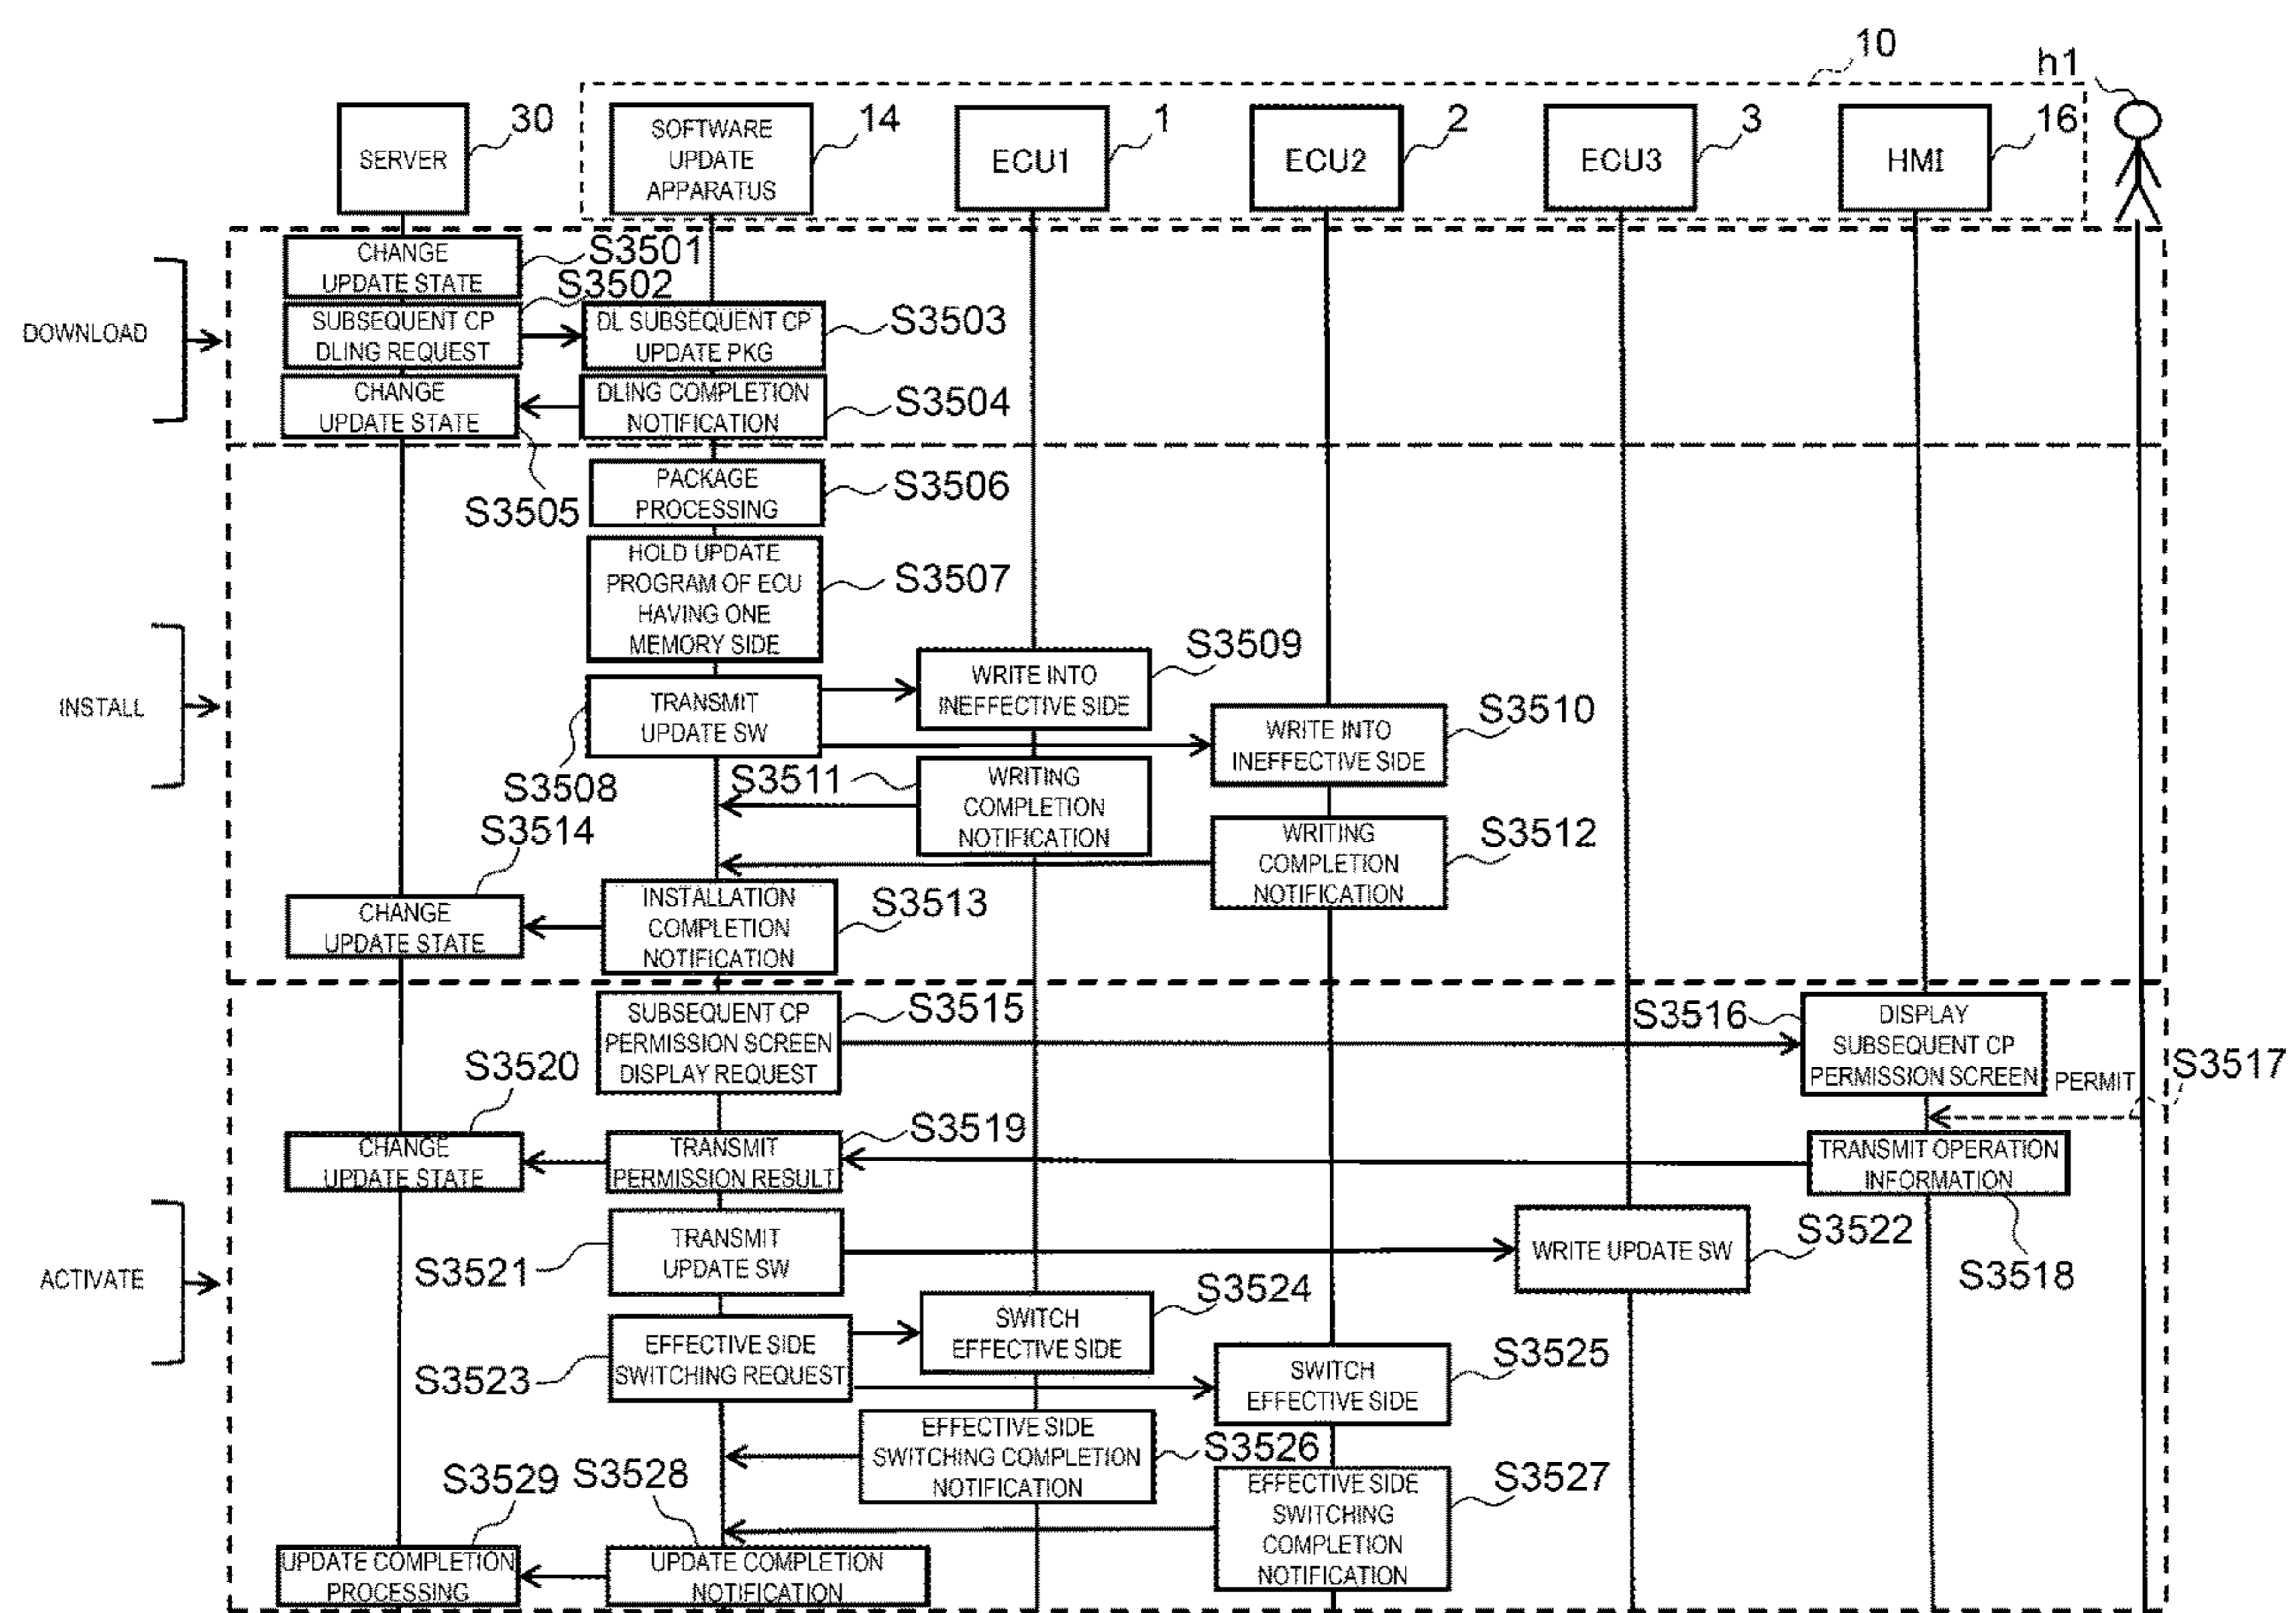 10
h1
30
14
1
2
3
16
SERVER
SOFTWARE
UPDATE
APPARATUS
ECU1
ECU2
ECU3
HMI
DOWNLOAD
CHANGE
UPDATE STATE
S3501
SUBSEQUENT CP
DLING REQUEST
S3502
DL SUBSEQUENT CP
UPDATE PKG
S3503
CHANGE
UPDATE STATE
DLING COMPLETION
NOTIFICATION
S3504
S3505
INSTALL
PACKAGE
PROCESSING
S3506
HOLD UPDATE
PROGRAM OF ECU
HAVING ONE
MEMORY SIDE
S3507
TRANSMIT
UPDATE SW
S3508
WRITE INTO
INEFFECTIVE SIDE
S3509
WRITE INTO
INEFFECTIVE SIDE
S3510
S3511
WRITING
COMPLETION
NOTIFICATION
WRITING
COMPLETION
NOTIFICATION
S3512
S3514
CHANGE
UPDATE STATE
INSTALLATION
COMPLETION
NOTIFICATION
S3513
ACTIVATE
SUBSEQUENT CP
PERMISSION SCREEN
DISPLAY REQUEST
S3515
S3516
DISPLAY
SUBSEQUENT CP
PERMISSION SCREEN
PERMIT
S3517
S3520
CHANGE
UPDATE STATE
TRANSMIT
PERMISSION RESULT
S3519
TRANSMIT OPERATION
INFORMATION
S3518
TRANSMIT
UPDATE SW
S3521
WRITE UPDATE SW
S3522
EFFECTIVE SIDE
SWITCHING REQUEST
S3523
SWITCH
EFFECTIVE SIDE
S3524
SWITCH
EFFECTIVE SIDE
S3525
EFFECTIVE SIDE
SWITCHING COMPLETION
NOTIFICATION
S3526
EFFECTIVE SIDE
SWITCHING
COMPLETION
NOTIFICATION
S3527
S3529
S3528
UPDATE COMPLETION
PROCESSING
UPDATE COMPLETION
NOTIFICATION